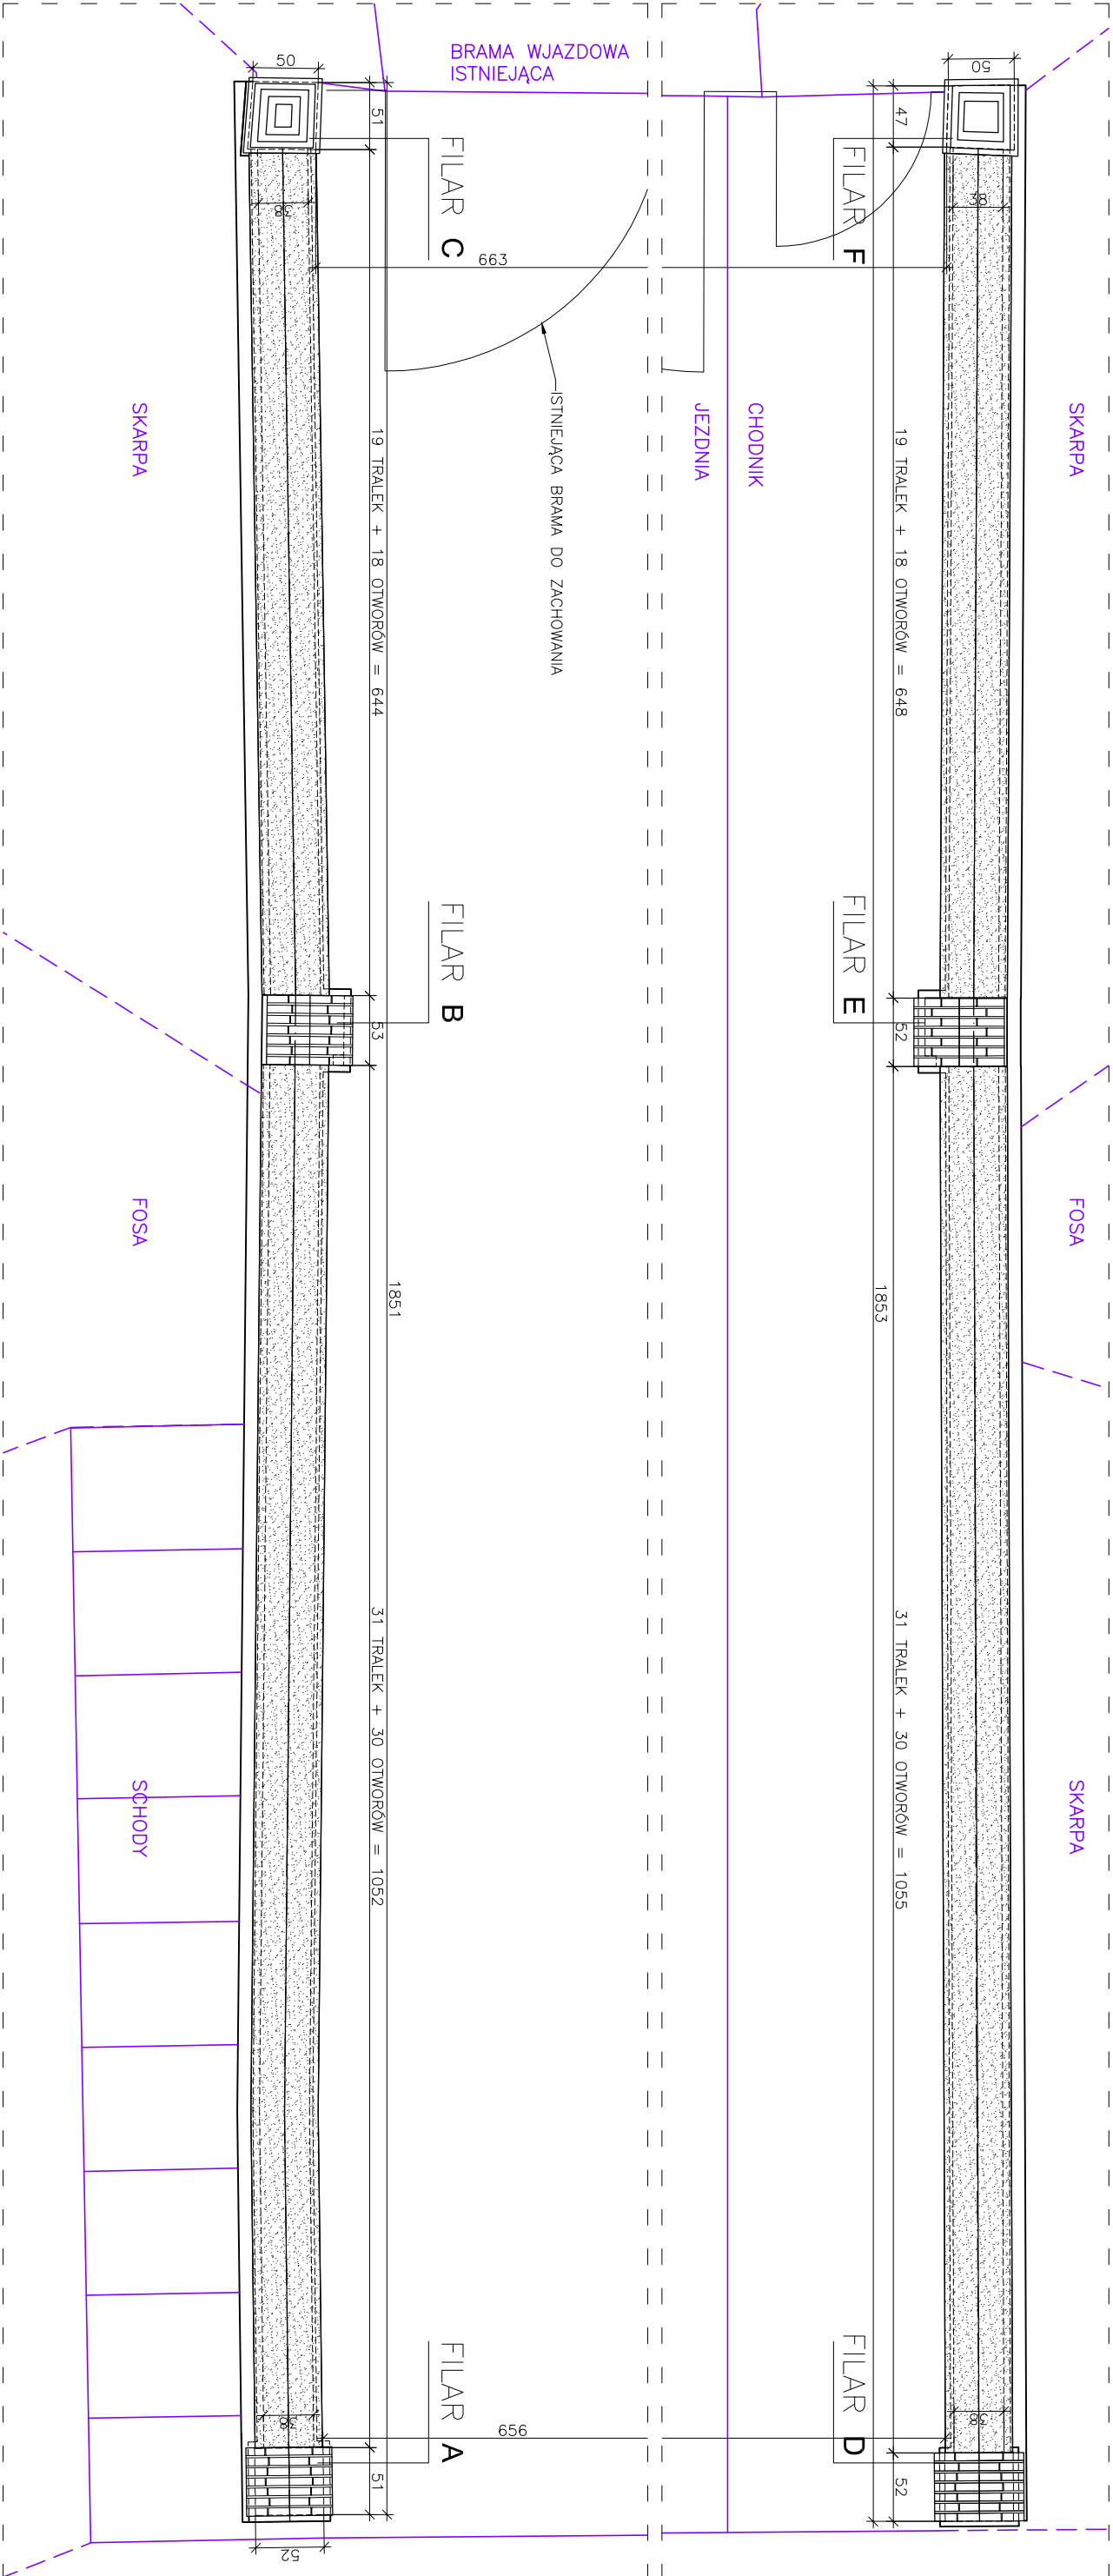 BRAMA WJAZDOWA
ISTNIEJĄCA
50
50
51
47
FILAR C
FILAR F
38
38
663
ISTNIEJĄCA BRAMA DO ZACHOWANIA
SKARPA
JEZDNIA
CHODNIK
SKARPA
19 TRALEK + 18 OTWORÓW = 644
19 TRALEK + 18 OTWORÓW = 648
FILAR B
FILAR E
53
52
FOSA
FOSA
1851
1853
31 TRALEK + 30 OTWORÓW = 1052
31 TRALEK + 30 OTWORÓW = 1055
SCHODY
SKARPA
FILAR A
FILAR D
38
38
656
51
52
52